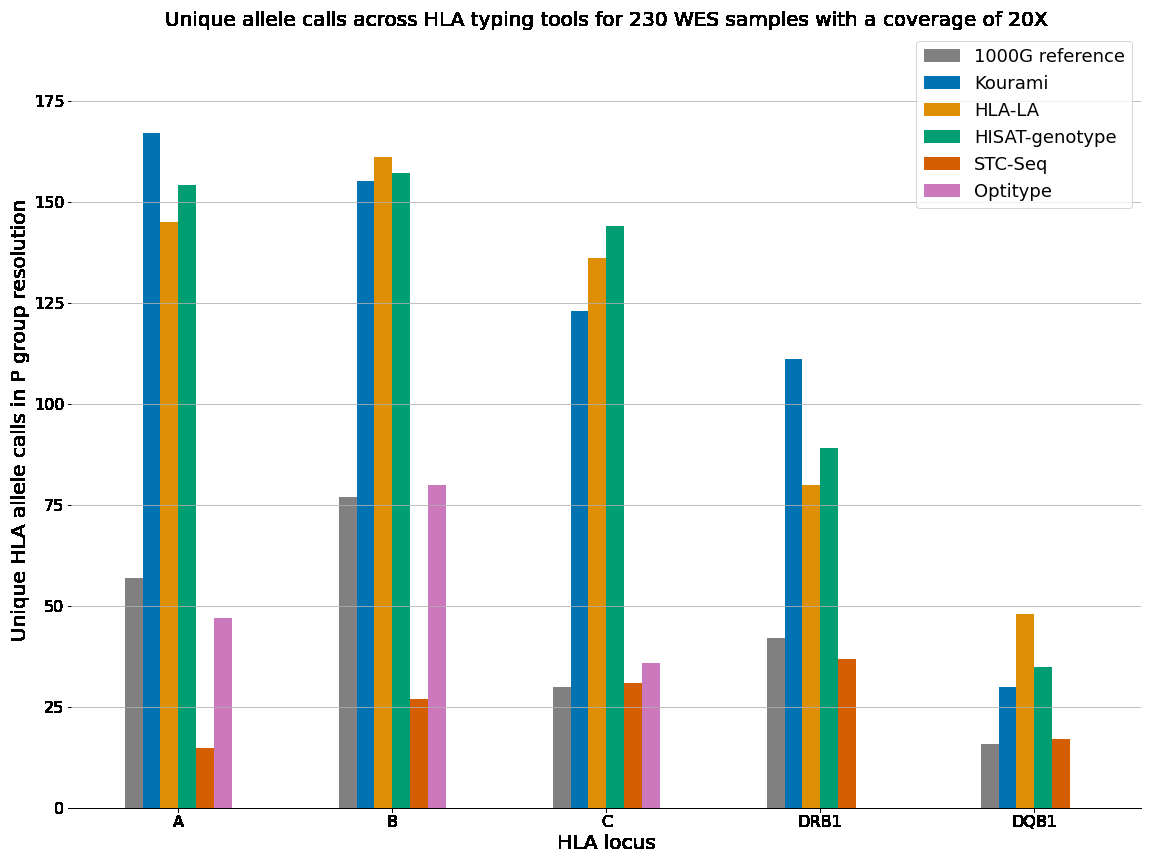 Unique allele calls across HLA typing tools for 230 WES samples with a coverage of 20X
1000G reference
Kourami
HLA-LA
HISAT-genotype
STC-Seq
Optitype
Unique HLA allele calls in P group resolution
175
150
125
100
75
50
25
0
A
B
C
DRB1
DQB1
HLA locus